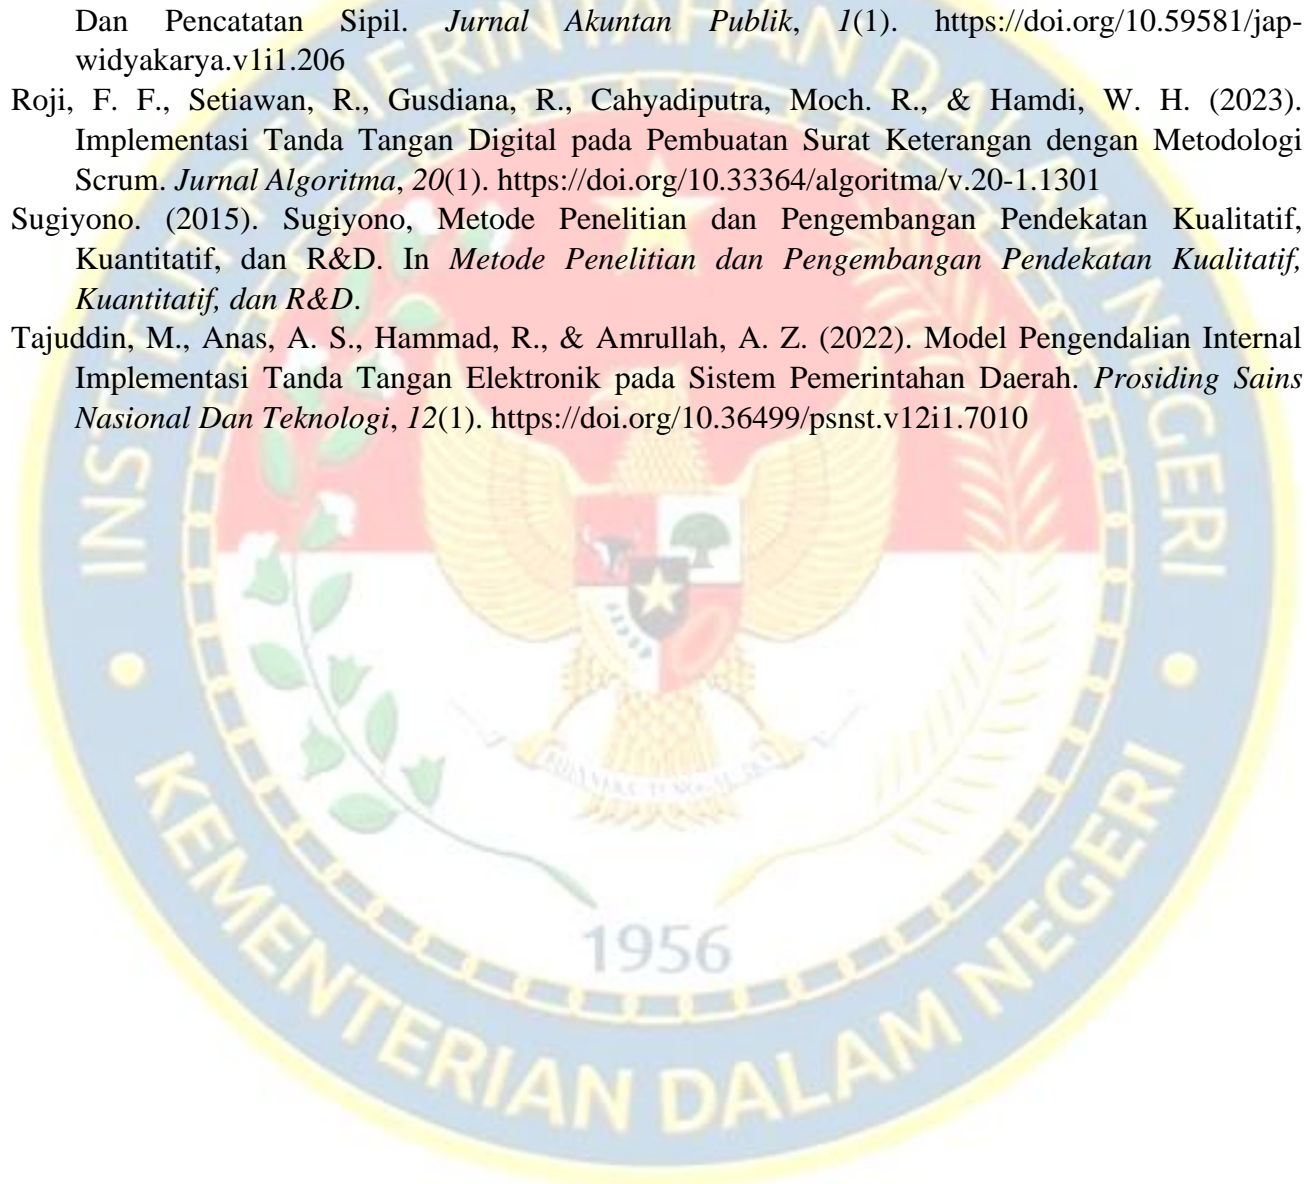 Dan Pencatatan Sipil. Jurnal Akuntan Publik, 1(1). https://doi.org/10.59581/jap-
widyakarya.v1i1.206
Roji, F. F., Setiawan, R., Gusdiana, R., Cahyadiputra, Moch. R., & Hamdi, W. H. (2023).
Implementasi Tanda Tangan Digital pada Pembuatan Surat Keterangan dengan Metodologi
Scrum. Jurnal Algoritma, 20(1). https://doi.org/10.33364/algoritma/v.20-1.1301
Sugiyono. (2015). Sugiyono, Metode Penelitian dan Pengembangan Pendekatan Kualitatif,
Kuantitatif, dan R&D. In Metode Penelitian dan Pengembangan Pendekatan Kualitatif,
Kuantitatif, dan R&D.
Tajuddin, M., Anas, A. S., Hammad, R., & Amrullah, A. Z. (2022). Model Pengendalian Internal
Implementasi Tanda Tangan Elektronik pada Sistem Pemerintahan Daerah. Prosiding Sains
Nasional Dan Teknologi, 12(1). https://doi.org/10.36499/psnst.v12i1.7010
INSTITUT PEMERINTAHAN DALAM NEGERI
BHINNEKA TUNGGAL IKA
1956
KEMENTERIAN DALAM NEGERI